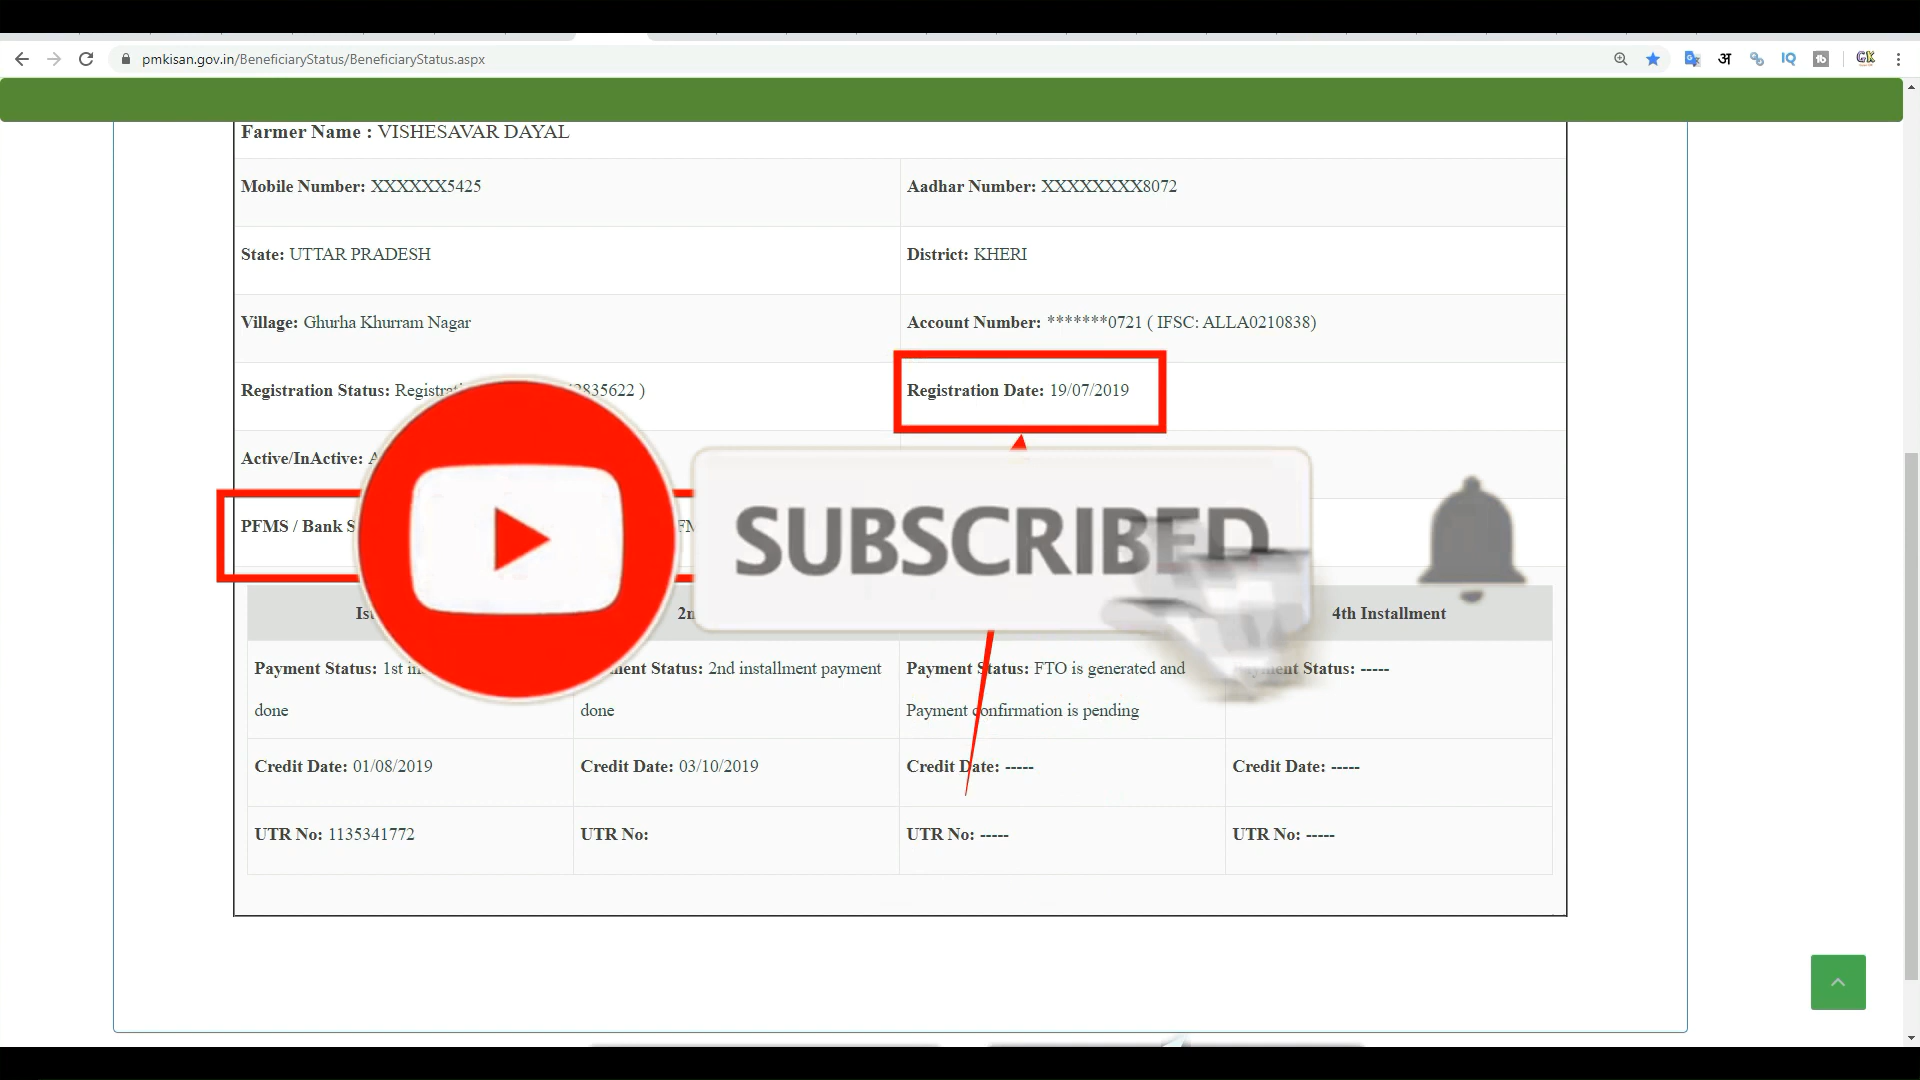 pmkisan.gov.in/BeneficiaryStatus/BeneficiaryStatus.aspx
अ IQ tb GK
Farmer Name : VISHESAVAR DAYAL
Mobile Number: XXXXXX5425 Aadhar Number: XXXXXXXX8072
State: UTTAR PRADESH District: KHERI
Village: Ghurha Khurram Nagar Account Number: *******0721 ( IFSC: ALLA0210838)
Registration Status: 2835622 ) Registration Date: 19/07/2019
Active/InActive:
PFMS / Bank
SUBSCRIBED
4th Installment
Payment Status: 1st Status: 2nd installment payment Payment Status: FTO is generated and Payment Status: -----
done done Payment confirmation is pending
Credit Date: 01/08/2019 Credit Date: 03/10/2019 Credit Date: ----- Credit Date: -----
UTR No: 1135341772 UTR No: UTR No: ----- UTR No: -----